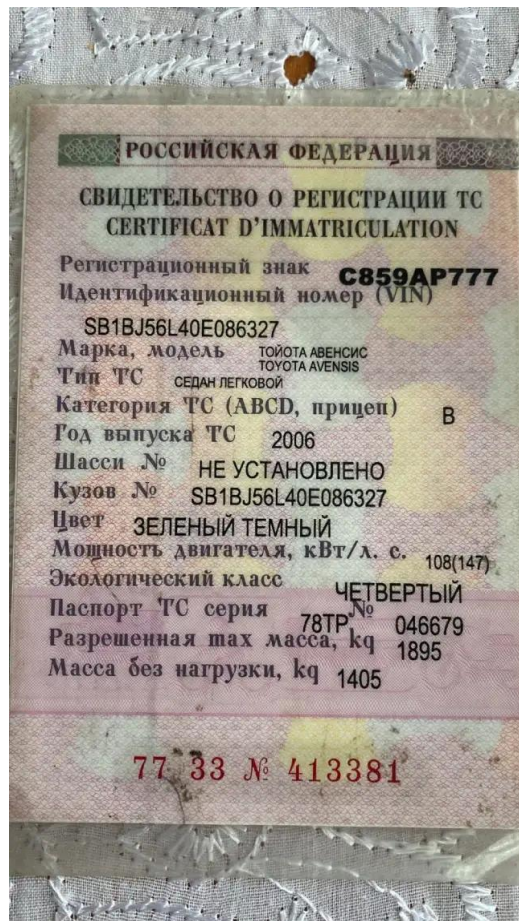 РОССИЙСКАЯ ФЕДЕРАЦИЯ
СВИДЕТЕЛЬСТВО О РЕГИСТРАЦИИ ТС
CERTIFICAT D'IMMATRICULATION
Регистрационный знак С859АР777
Идентификационный номер (VIN)
SB1BJ56L40E086327
Марка, модель ТОЙОТА АВЕНСИС
TOYOTA AVENSIS
Тип ТС СЕДАН ЛЕГКОВОЙ
Категория ТС (ABCD, прицеп) B
Год выпуска ТС 2006
Шасси № НЕ УСТАНОВЛЕНО
Кузов № SB1BJ56L40E086327
Цвет ЗЕЛЕНЫЙ ТЕМНЫЙ
Мощность двигателя, кВт/л. с. 108(147)
Экологический класс ЧЕТВЕРТЫЙ
Паспорт ТС серия 78ТР № 046679
Разрешенная max масса, kq 1895
Масса без нагрузки, kq 1405
77 33 № 413381